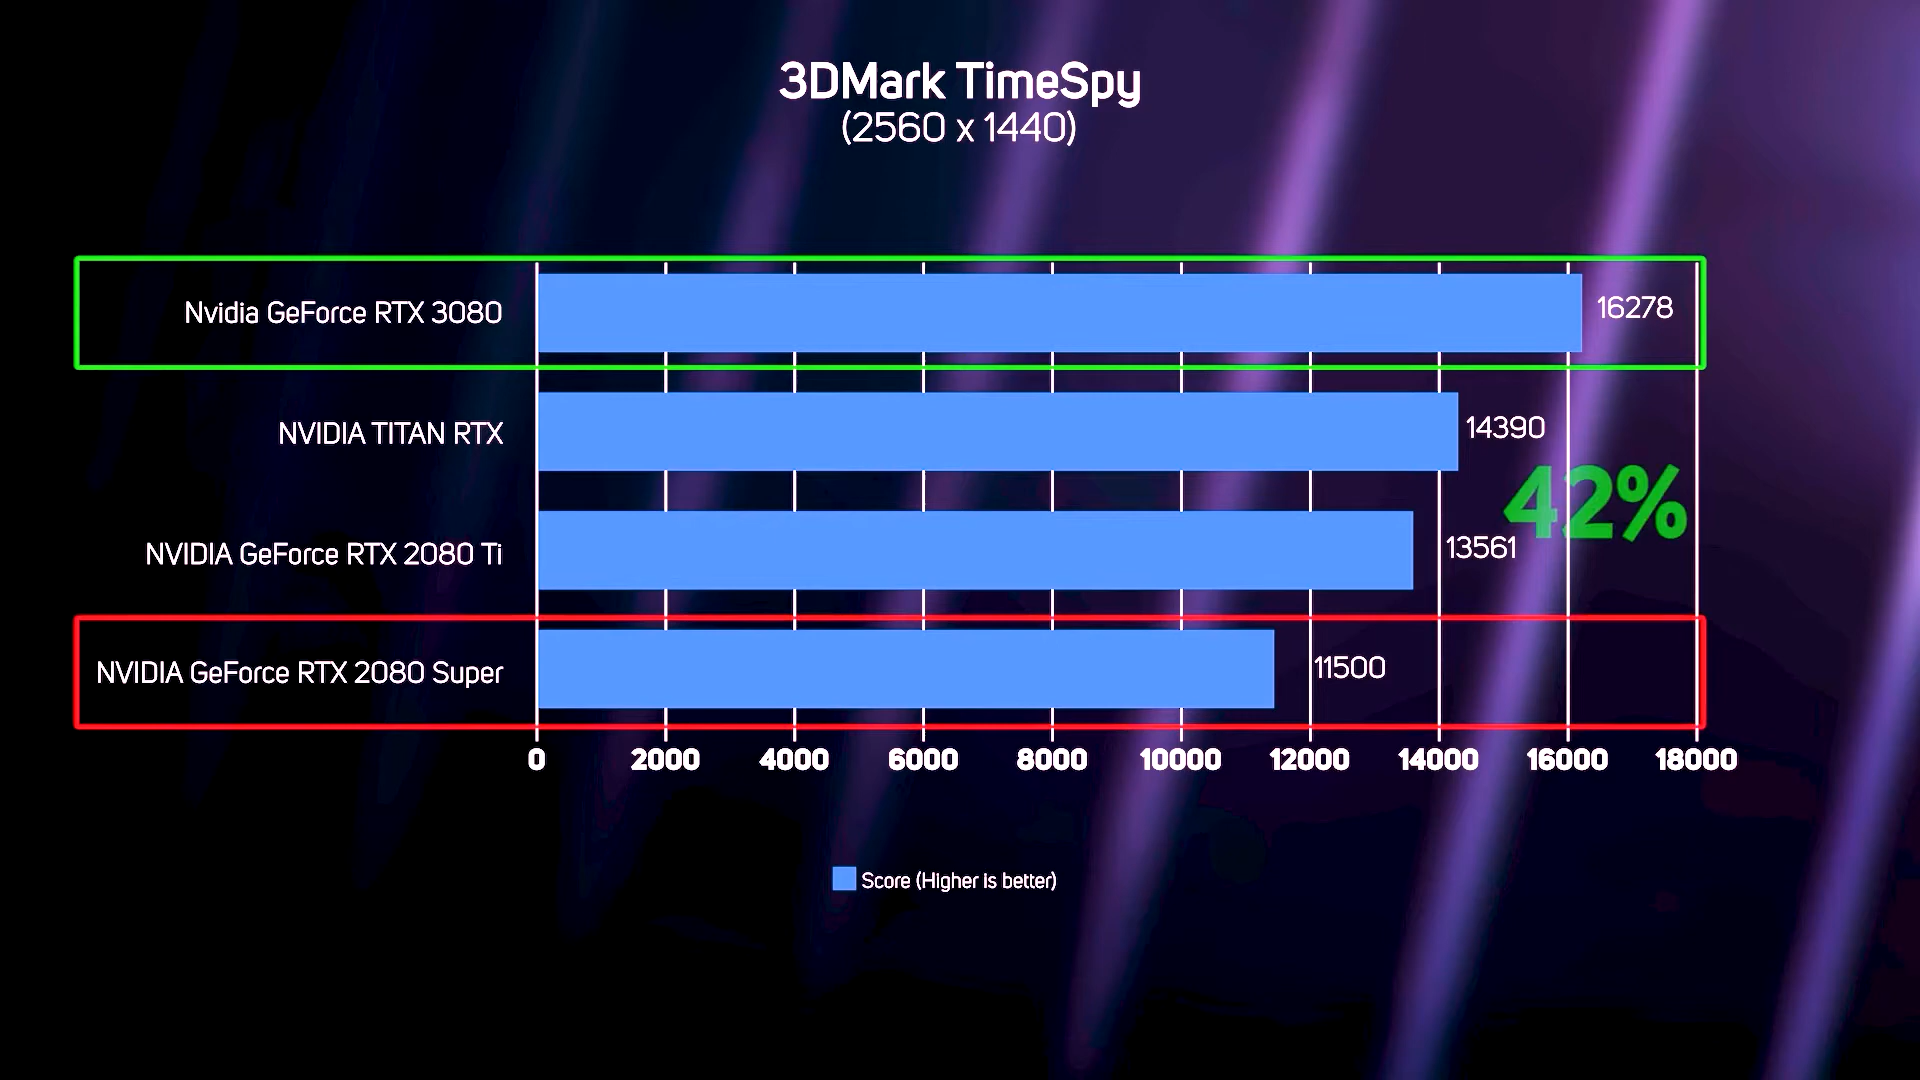 3DMark TimeSpy
(2560 x 1440)
Nvidia GeForce RTX 3080
16278
NVIDIA TITAN RTX
14390
42%
NVIDIA GeForce RTX 2080 Ti
13561
NVIDIA GeForce RTX 2080 Super
11500
0 2000 4000 6000 8000 10000 12000 14000 16000 18000
Score (Higher is better)